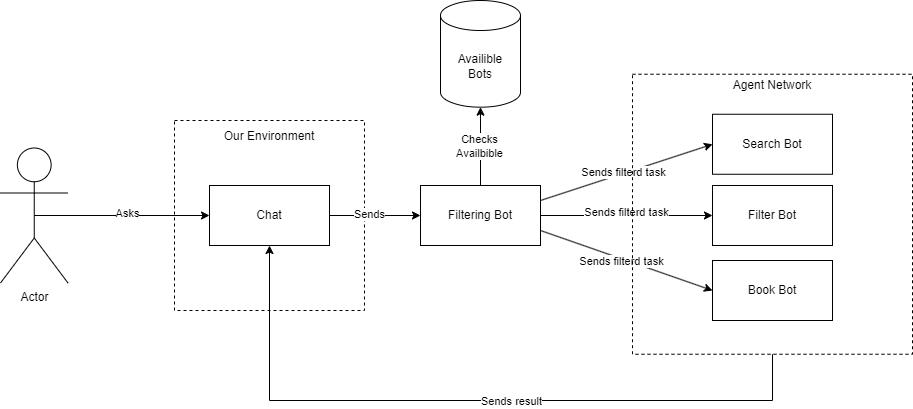 Availible
Bots
Agent Network
Our Environment
Checks
Availbible
Search Bot
Sends filterd task
Asks
Chat
Sends
Filtering Bot
Sends filterd task
Filter Bot
Sends filterd task
Book Bot
Actor
Sends result